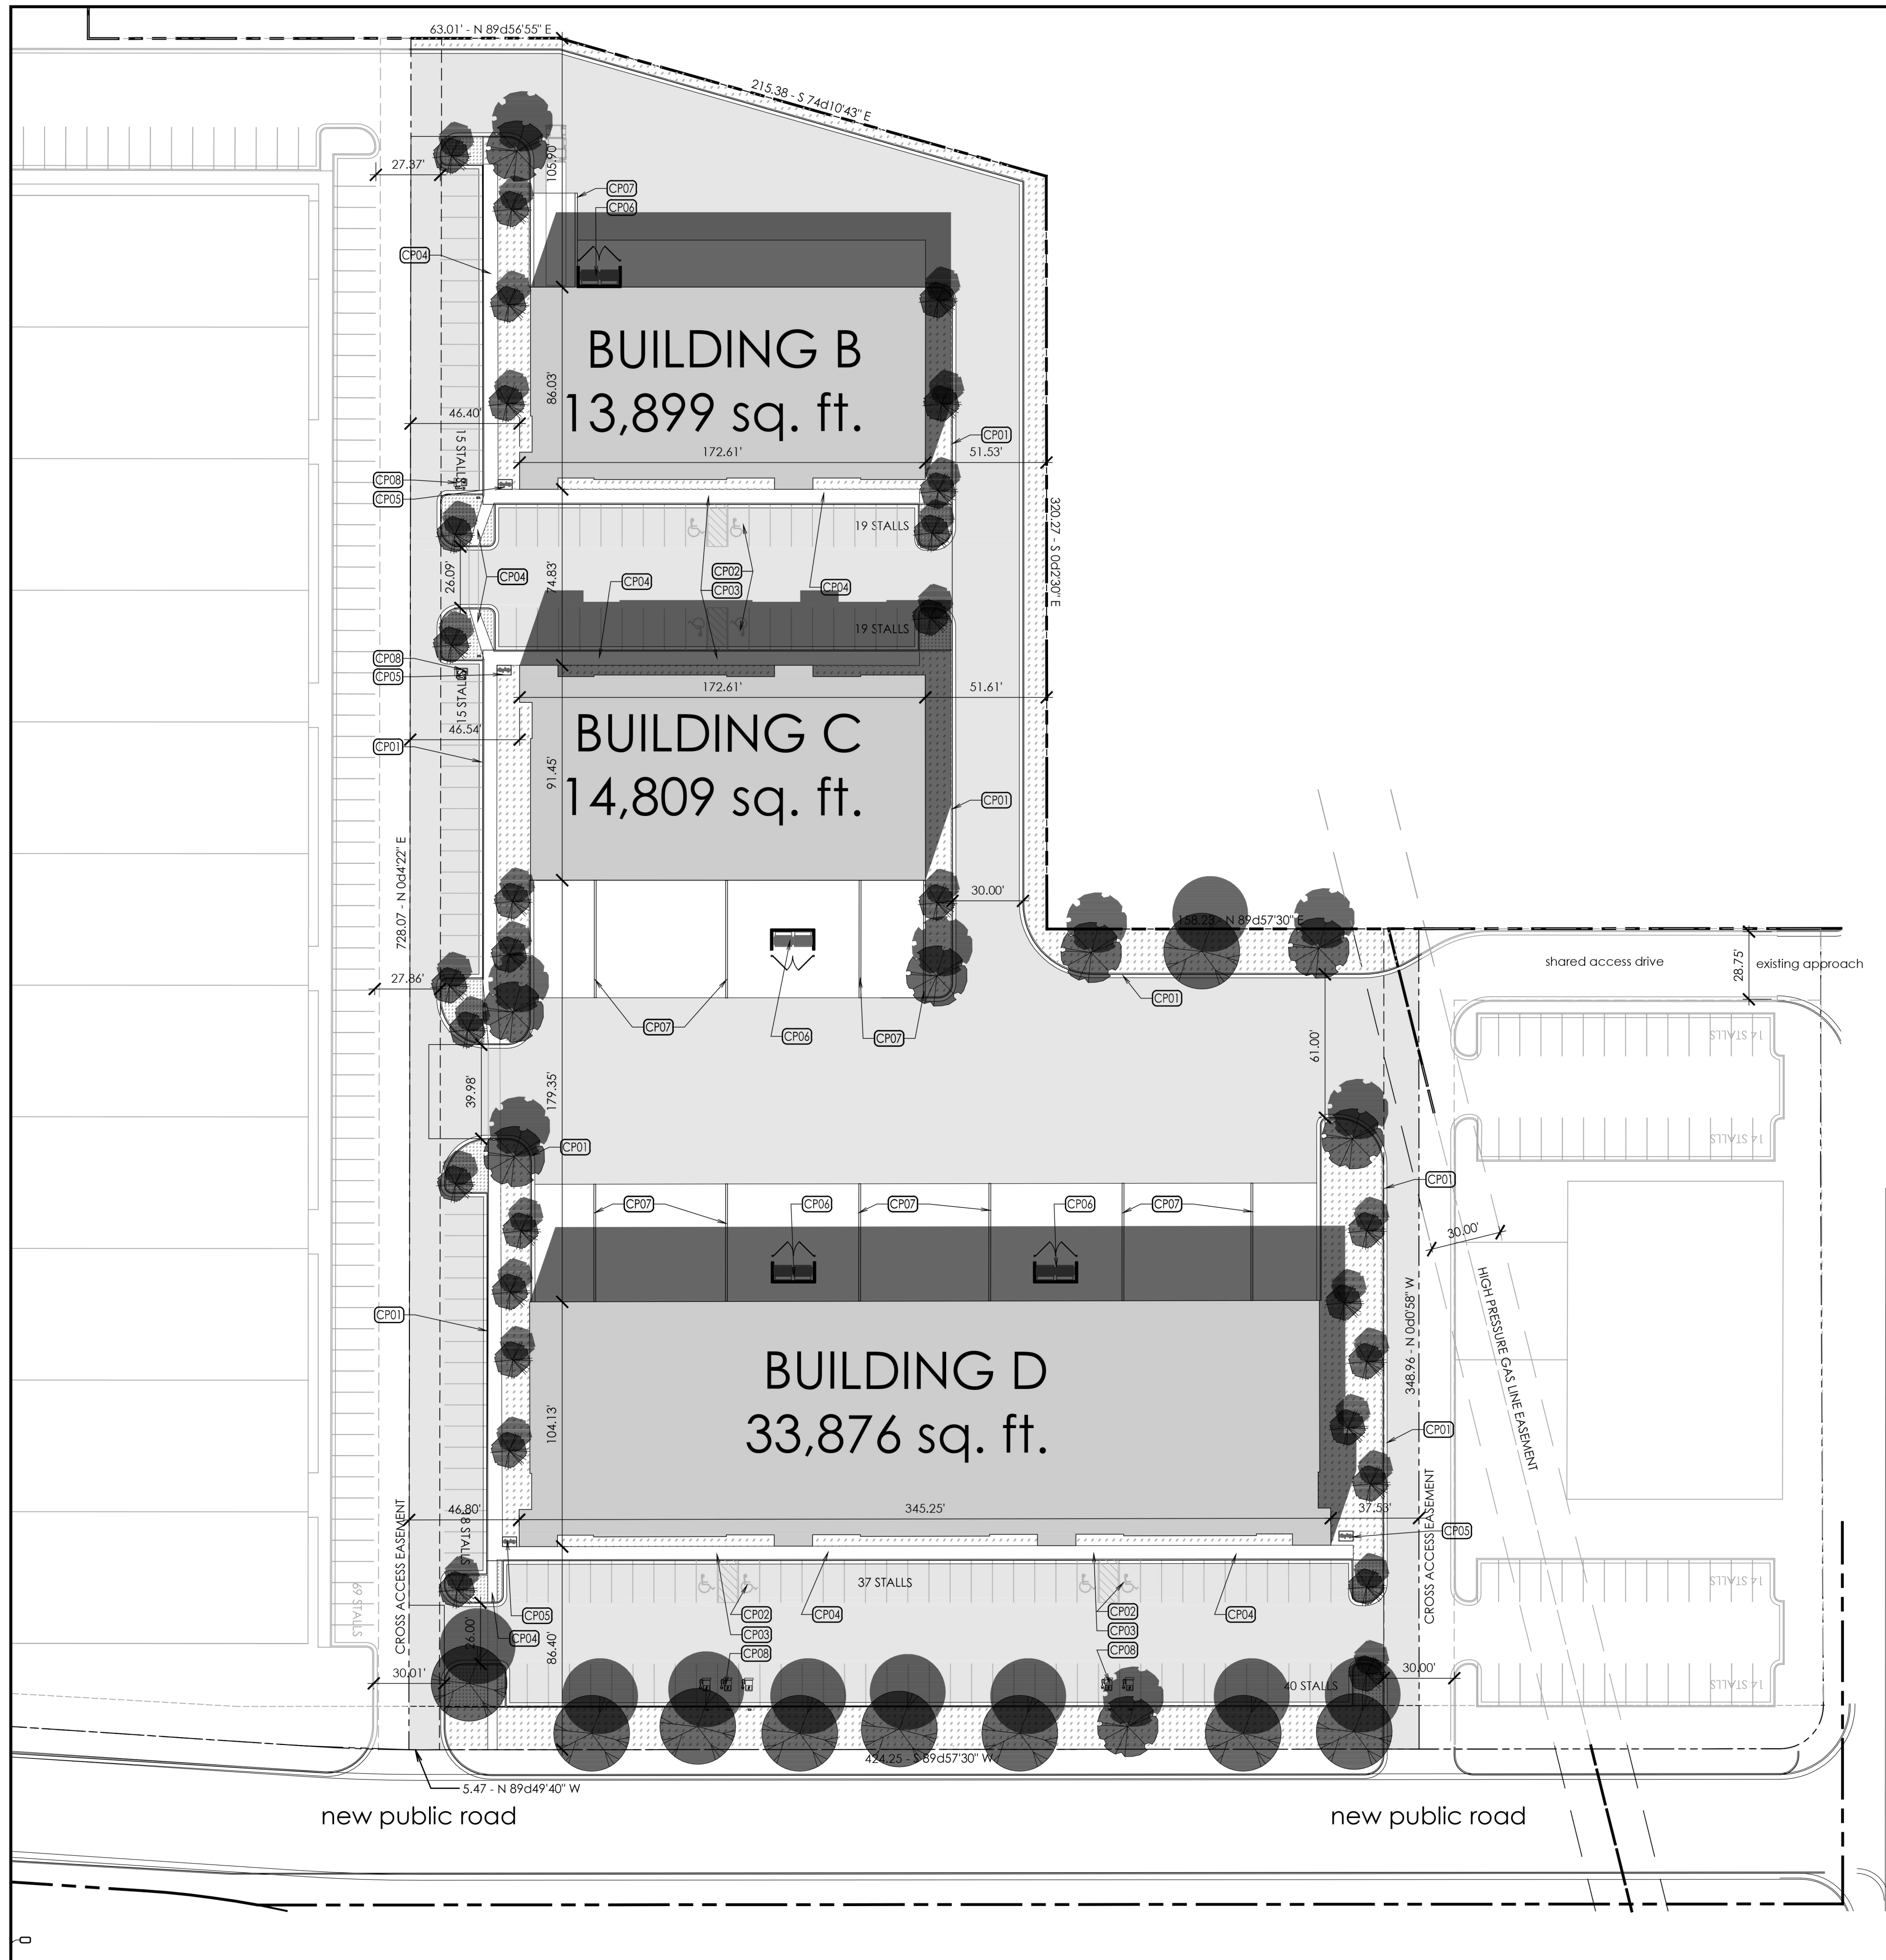 63.01' - N 89d56'55" E
215.38 - S 74d10'43" E
27.37'
105.90'
CP07
CP06
CP04
BUILDING B
13,899 sq. ft.
86.03'
46.40'
15 STALLS
CP01
172.61'
51.53'
CP08
CP05
320.27 - S 0d2'30" E
19 STALLS
26.09'
CP04
74.83'
CP04
CP02
CP03
CP04
19 STALLS
CP08
CP05
15 STALLS
172.61'
51.61'
46.54'
CP01
BUILDING C
14,809 sq. ft.
91.45'
CP01
728.07 - N 0d4'22" E
30.00'
158.23 - N 89d57'30" E
shared access drive
28.75'
existing approach
27.86'
CP07
CP06
CP07
CP01
14 STALLS
61.00'
39.98'
179.35'
CP01
14 STALLS
CP01
CP07
CP06
CP07
CP06
CP07
30.00'
CP01
HIGH PRESSURE GAS LINE EASEMENT
348.96 - N 0d0'58" W
BUILDING D
33,876 sq. ft.
104.13'
CP01
46.80'
18 STALLS
345.25'
37.53'
CROSS ACCESS EASEMENT
CROSS ACCESS EASEMENT
CP05
69 STALLS
37 STALLS
14 STALLS
CP05
CP04
CP02
CP03
CP08
CP04
CP02
CP03
CP08
CP04
26.00'
86.40'
30.01'
30.00'
40 STALLS
14 STALLS
424.25 - S 89d57'30" W
5.47 - N 89d49'40" W
new public road
new public road